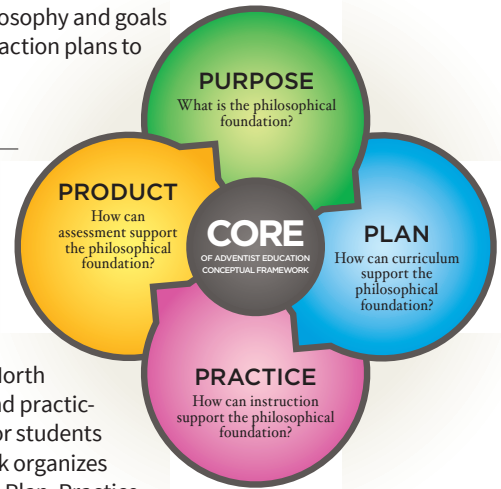 osophy and goals
action plans to
PURPOSE
What is the philosophical
foundation?
PRODUCT
How can
assessment support
the philosophical
foundation?
CORE
OF ADVENTIST EDUCATION
CONCEPTUAL FRAMEWORK
PLAN
How can curriculum
support the
philosophical
foundation?
PRACTICE
How can instruction
support the philosophical
foundation?
North
nd practic-
or students
k organizes
Plan, Practice